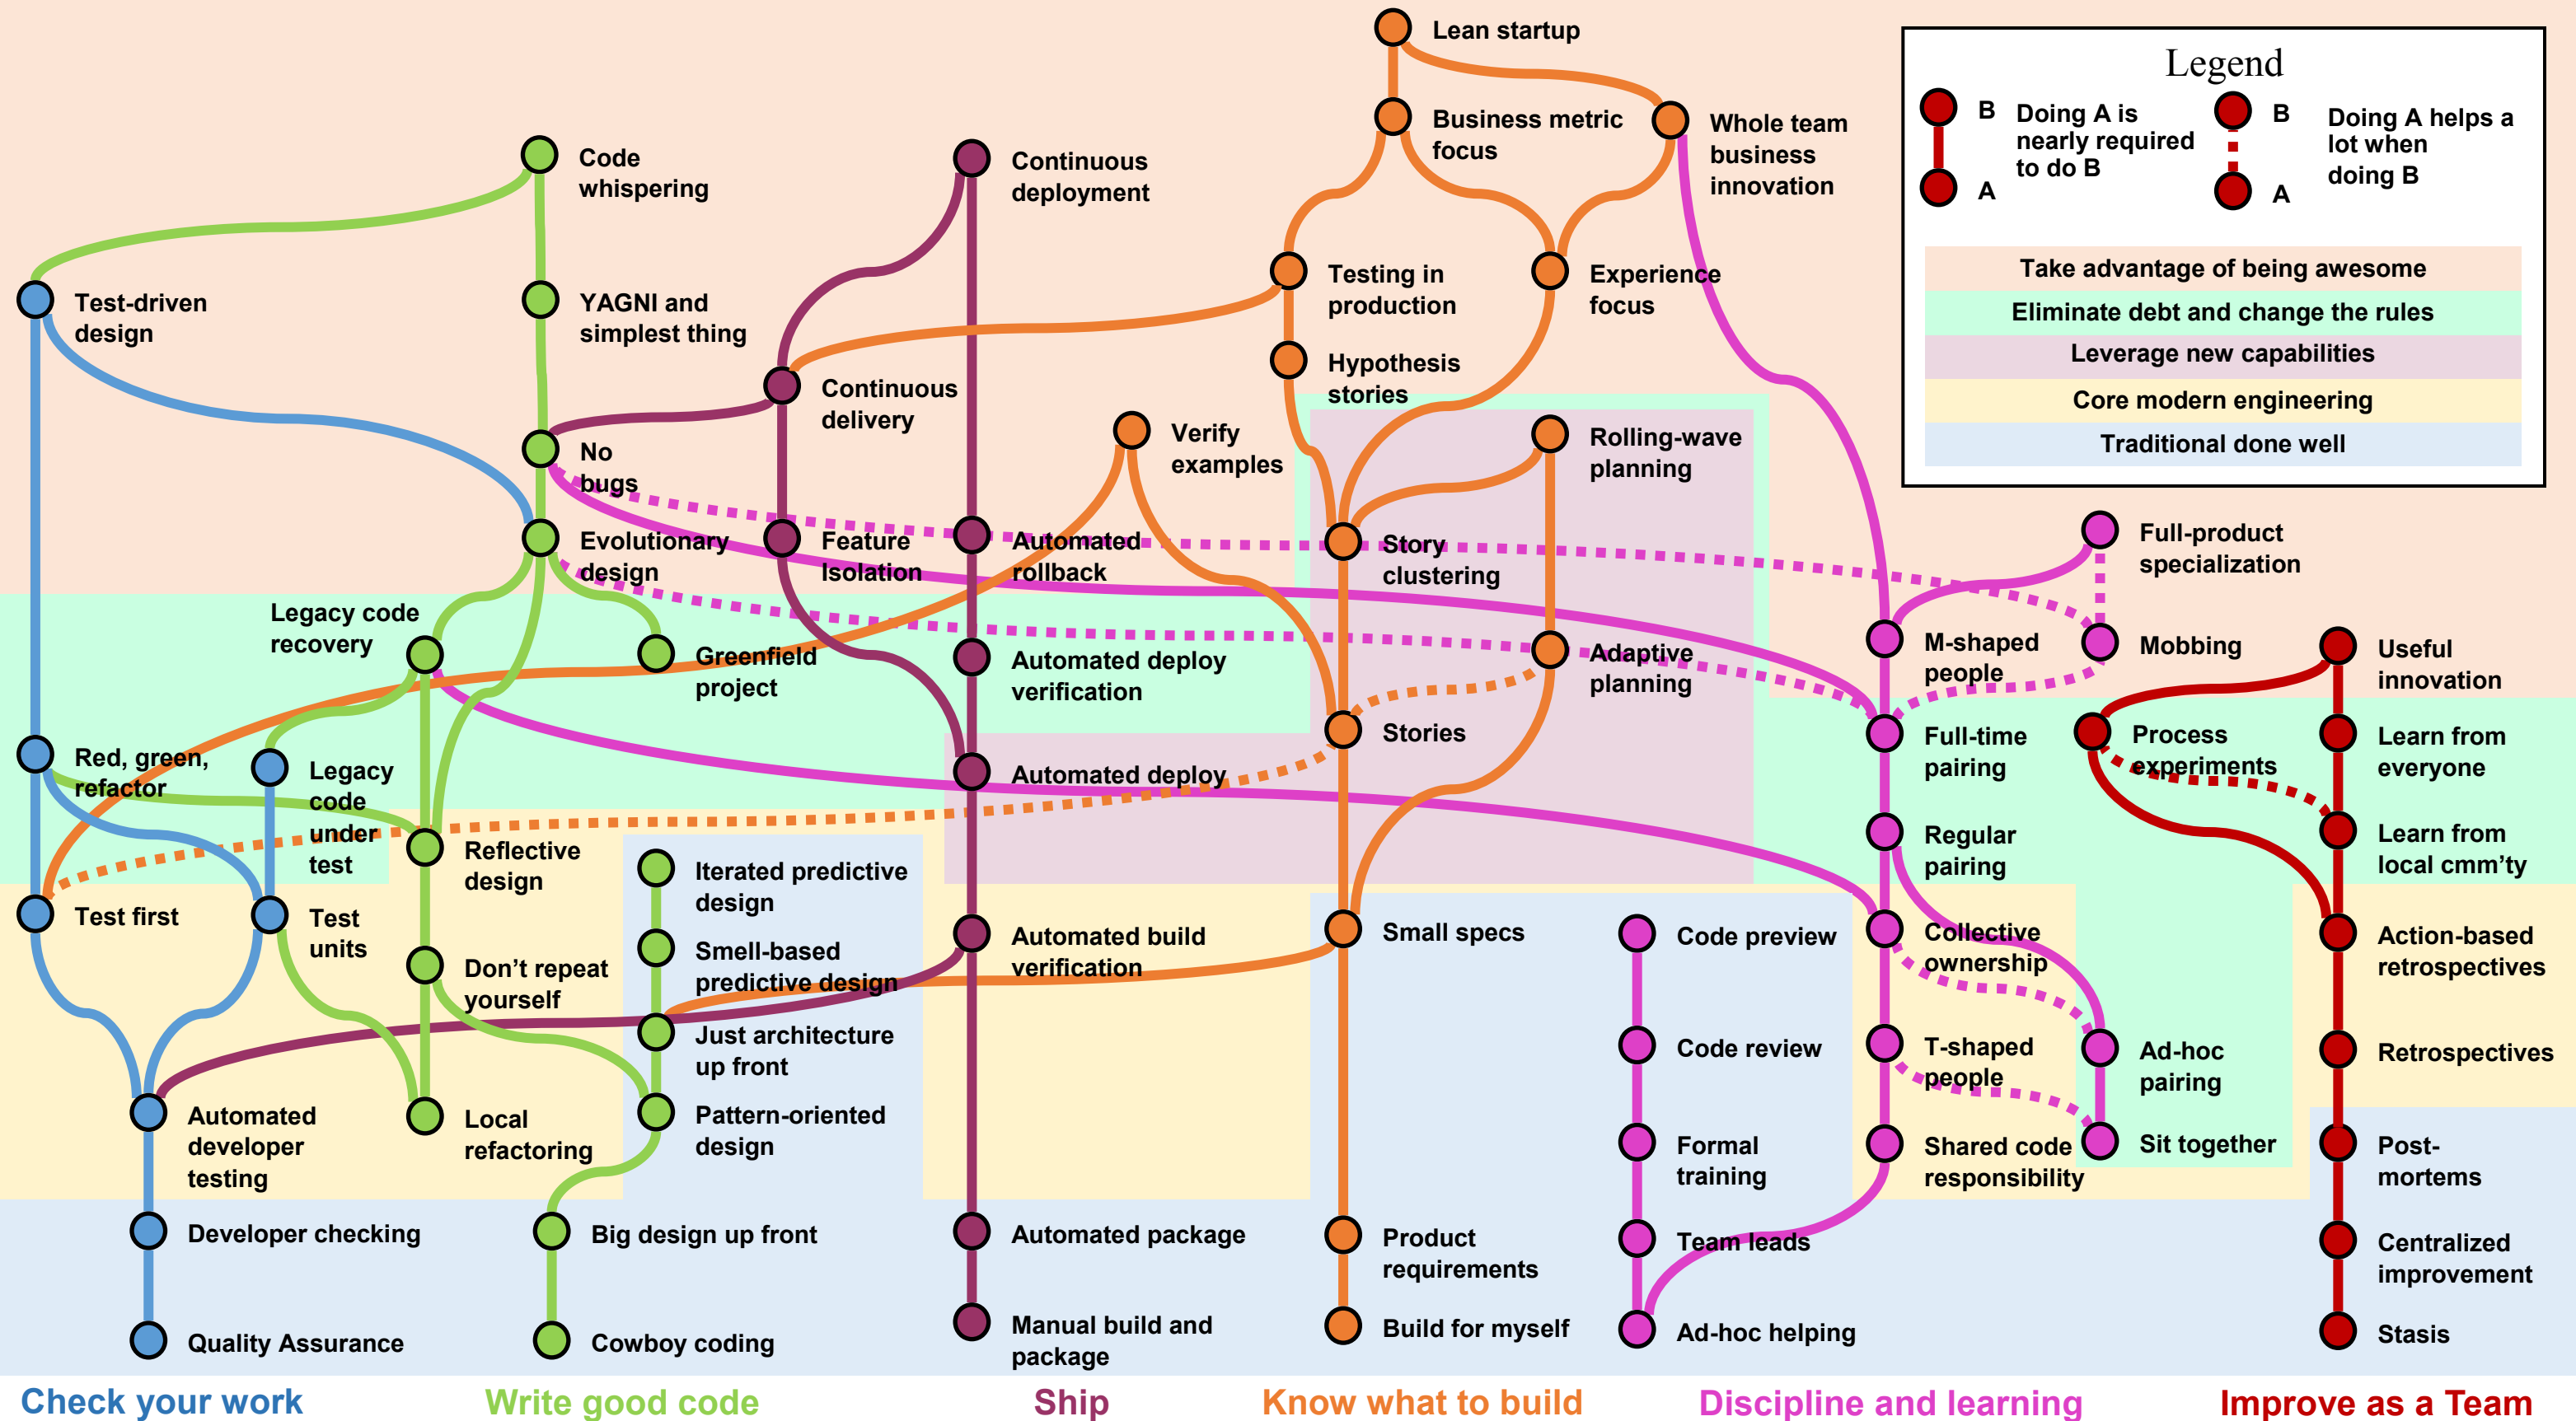 Lean startup
Business metric
focus
Whole team
business
innovation
Code
whispering
Continuous
deployment
Testing in
production
Experience
focus
Test-driven
design
YAGNI and
simplest thing
Hypothesis
stories
Continuous
delivery
Verify
examples
Rolling-wave
planning
No
bugs
Evolutionary
design
Feature
Isolation
Automated
rollback
Story
clustering
Full-product
specialization
Legacy code
recovery
Greenfield
project
Automated deploy
verification
Adaptive
planning
M-shaped
people
Mobbing
Useful
innovation
Red, green,
refactor
Legacy
code
under
test
Automated deploy
Stories
Full-time
pairing
Process
experiments
Learn from
everyone
Reflective
design
Iterated predictive
design
Regular
pairing
Learn from
local cmm'ty
Test first
Test
units
Don't repeat
yourself
Smell-based
predictive design
Automated build
verification
Small specs
Code preview
Collective
ownership
Action-based
retrospectives
Just architecture
up front
Code review
T-shaped
people
Ad-hoc
pairing
Retrospectives
Automated
developer
testing
Local
refactoring
Pattern-oriented
design
Formal
training
Shared code
responsibility
Sit together
Post-
mortems
Developer checking
Big design up front
Automated package
Product
requirements
Team leads
Centralized
improvement
Quality Assurance
Cowboy coding
Manual build and
package
Build for myself
Ad-hoc helping
Stasis
Check your work
Write good code
Ship
Know what to build
Discipline and learning
Improve as a Team
Legend
B
A
Doing A is
nearly required
to do B
B
A
Doing A helps a
lot when
doing B
Take advantage of being awesome
Eliminate debt and change the rules
Leverage new capabilities
Core modern engineering
Traditional done well